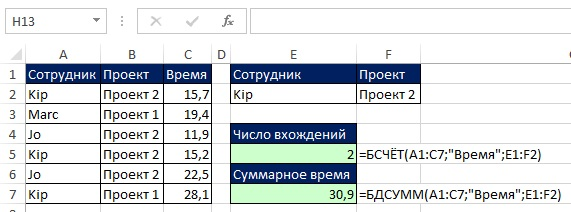 H13
A B C D E F
1 Сотрудник Проект Время Сотрудник Проект
2 Kip Проект 2 15,7 Kip Проект 2
3 Marc Проект 1 19,4
4 Jo Проект 2 11,9 Число вхождений
5 Kip Проект 2 15,2 2 =БСЧЁТ(A1:C7;"Время";E1:F2)
6 Jo Проект 2 22,5 Суммарное время
7 Kip Проект 1 28,1 30,9 =БДСУММ(A1:C7;"Время";E1:F2)